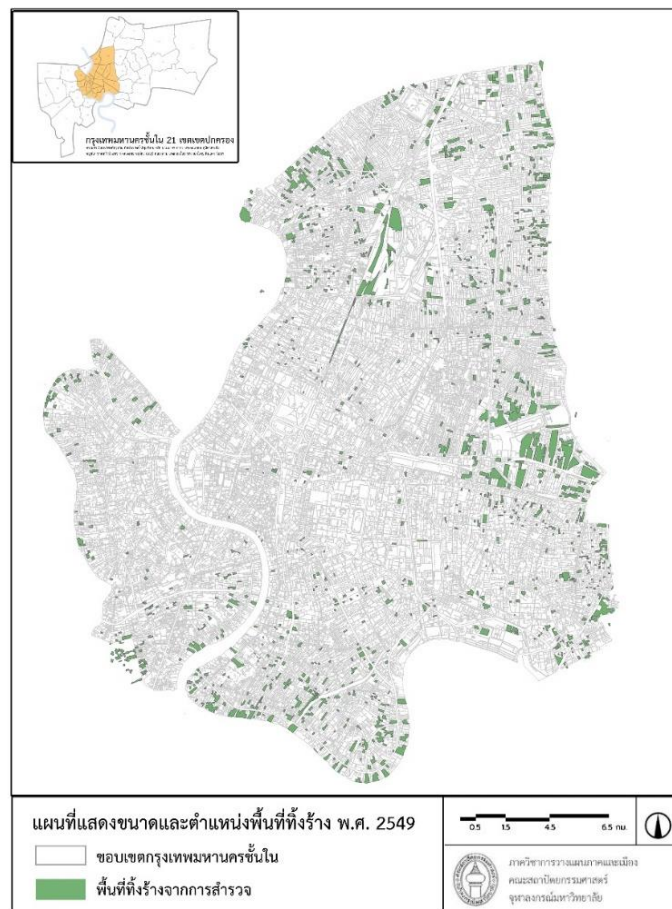 กรุงเทพมหานครชั้นใน 21 เขตเขตปกครอง
แผนที่แสดงขนาดและตำแหน่งพื้นที่ทิ้งร้าง พ.ศ. 2549
ขอบเขตกรุงเทพมหานครชั้นใน
พื้นที่ทิ้งร้างจากการสำรวจ
0.5 1.5 4.5 6.5 กม.
ภาควิชาการวางแผนภาคและเมือง
คณะสถาปัตยกรรมศาสตร์
จุฬาลงกรณ์มหาวิทยาลัย